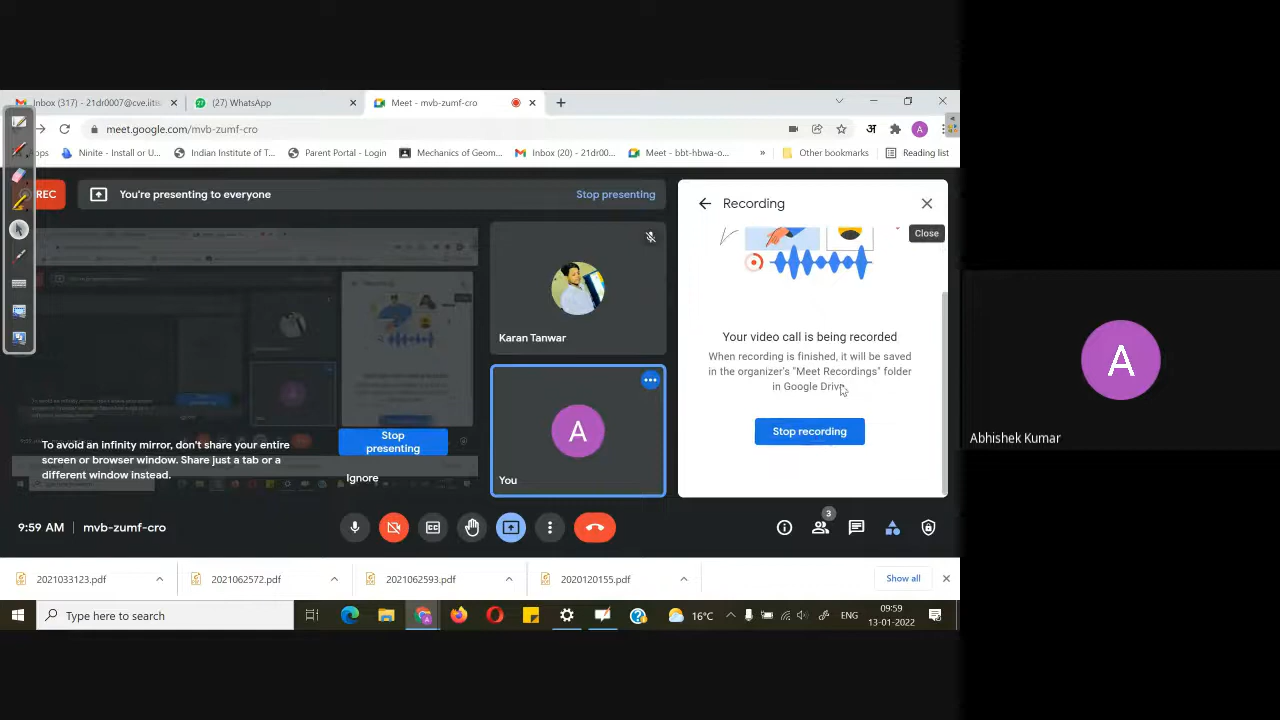 Inbox (317) - 21dr0007@cve.iitis
(27) WhatsApp
Meet - mvb-zumf-cro
meet.google.com/mvb-zumf-cro
अ
A
Ninite - Install or U...
Indian Institute of T...
Parent Portal - Login
Mechanics of Geom...
Inbox (20) - 21dr00...
Meet - bbt-hbwa-o...
»
Other bookmarks
Reading list
REC
You're presenting to everyone
Stop presenting
Recording
Close
Karan Tanwar
Your video call is being recorded
When recording is finished, it will be saved
in the organizer's "Meet Recordings" folder
in Google Drive
Stop recording
A
You
To avoid an infinity mirror, don't share your entire
screen or browser window. Share just a tab or a
different window instead.
Stop
presenting
Ignore
A
Abhishek Kumar
9:59 AM | mvb-zumf-cro
3
2021033123.pdf
2021062572.pdf
2021062593.pdf
2020120155.pdf
Show all
Type here to search
16°C
ENG
09:59
13-01-2022